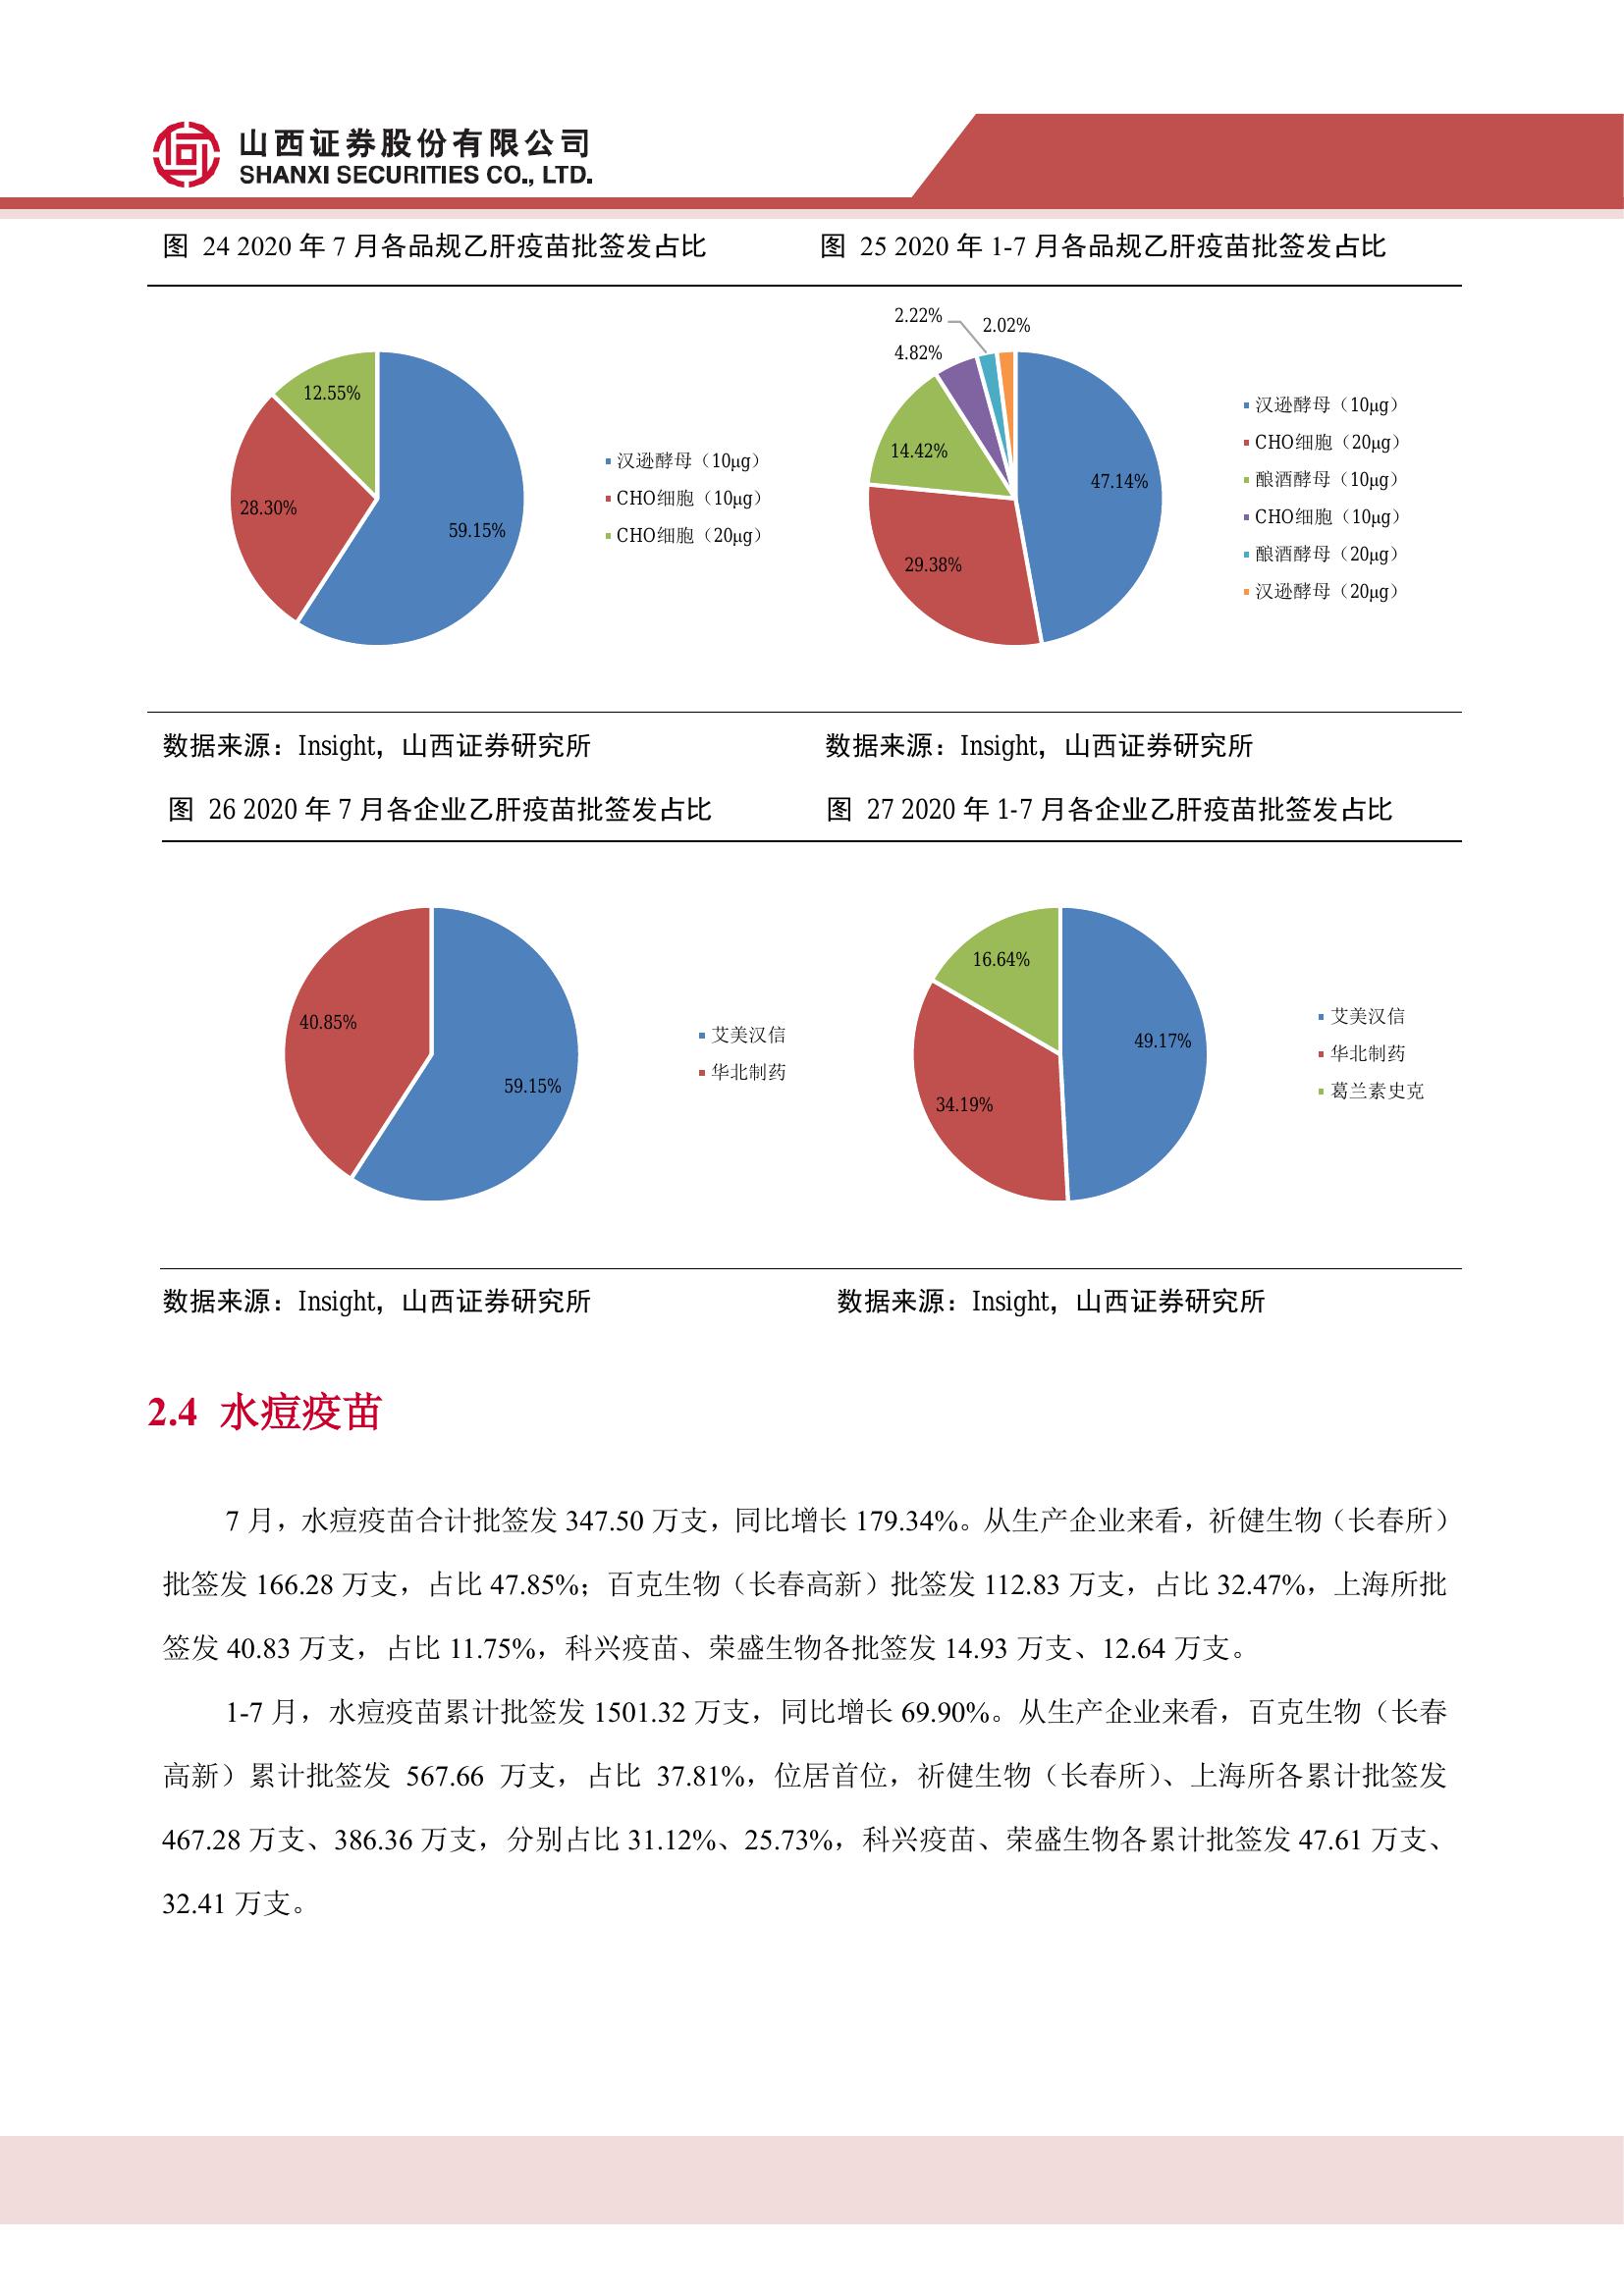 山西证券股份有限公司
SHANXI SECURITIES CO., LTD.
图 24 2020 年 7 月各品规乙肝疫苗批签发占比
图 25 2020 年 1-7 月各品规乙肝疫苗批签发占比
12.55%
28.30%
59.15%
汉逊酵母（10μg）
CHO细胞（10μg）
CHO细胞（20μg）
2.22%
2.02%
4.82%
14.42%
47.14%
29.38%
汉逊酵母（10μg）
CHO细胞（20μg）
酿酒酵母（10μg）
CHO细胞（10μg）
酿酒酵母（20μg）
汉逊酵母（20μg）
数据来源：Insight，山西证券研究所
数据来源：Insight，山西证券研究所
图 26 2020 年 7 月各企业乙肝疫苗批签发占比
图 27 2020 年 1-7 月各企业乙肝疫苗批签发占比
40.85%
59.15%
艾美汉信
华北制药
16.64%
49.17%
34.19%
艾美汉信
华北制药
葛兰素史克
数据来源：Insight，山西证券研究所
数据来源：Insight，山西证券研究所
2.4 水痘疫苗
7 月，水痘疫苗合计批签发 347.50 万支，同比增长 179.34%。从生产企业来看，祈健生物（长春所）
批签发 166.28 万支，占比 47.85%；百克生物（长春高新）批签发 112.83 万支，占比 32.47%，上海所批
签发 40.83 万支，占比 11.75%，科兴疫苗、荣盛生物各批签发 14.93 万支、12.64 万支。
1-7 月，水痘疫苗累计批签发 1501.32 万支，同比增长 69.90%。从生产企业来看，百克生物（长春
高新）累计批签发 567.66 万支，占比 37.81%，位居首位，祈健生物（长春所）、上海所各累计批签发
467.28 万支、386.36 万支，分别占比 31.12%、25.73%，科兴疫苗、荣盛生物各累计批签发 47.61 万支、
32.41 万支。